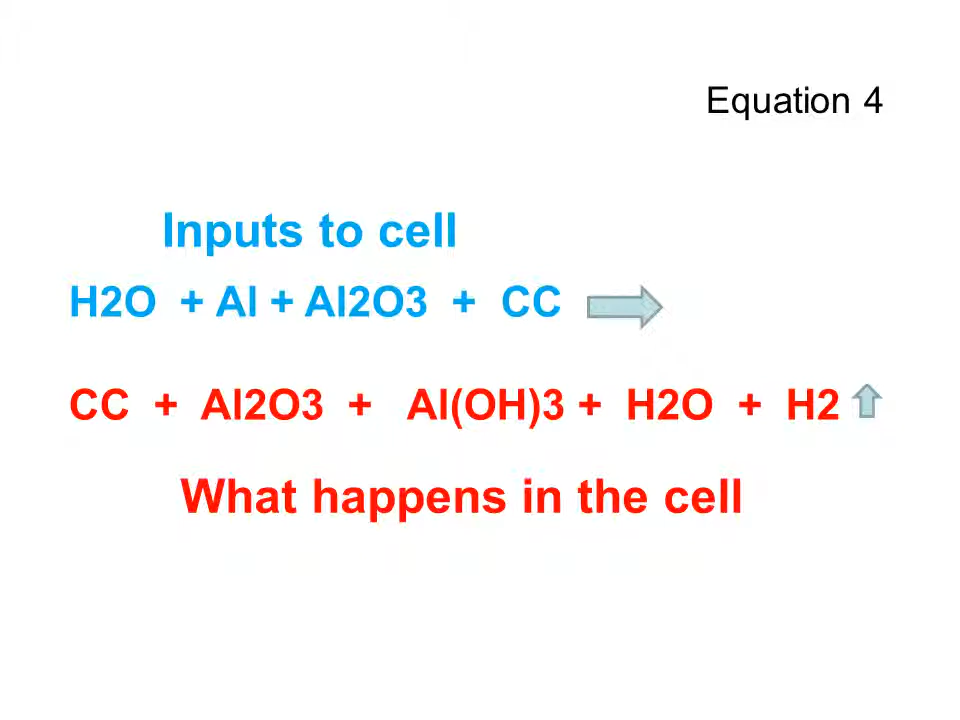 Equation 4
Inputs to cell
H2O + Al + Al2O3 + CC
CC + Al2O3 + Al(OH)3 + H2O + H2
What happens in the cell